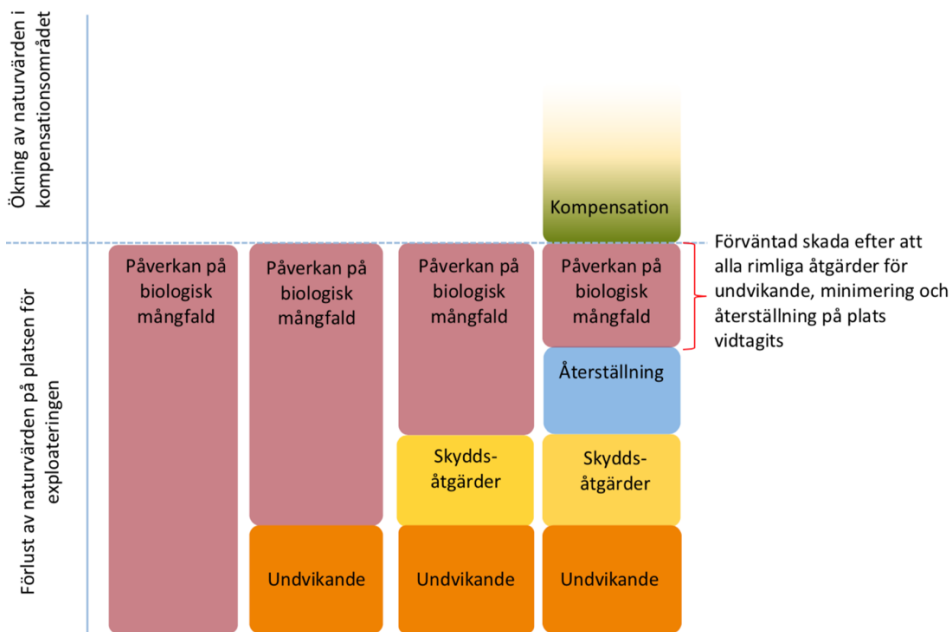 Ökning av naturvärden i
kompensationsområdet
Kompensation
Förlust av naturvärden på platsen för
exploateringen
Påverkan på
biologisk
mångfald
Påverkan på
biologisk
mångfald
Påverkan på
biologisk
mångfald
Påverkan på
biologisk
mångfald
Förväntad skada efter att
alla rimliga åtgärder för
undvikande, minimering och
återställning på plats
vidtagits
Återställning
Skydds-
åtgärder
Skydds-
åtgärder
Undvikande
Undvikande
Undvikande